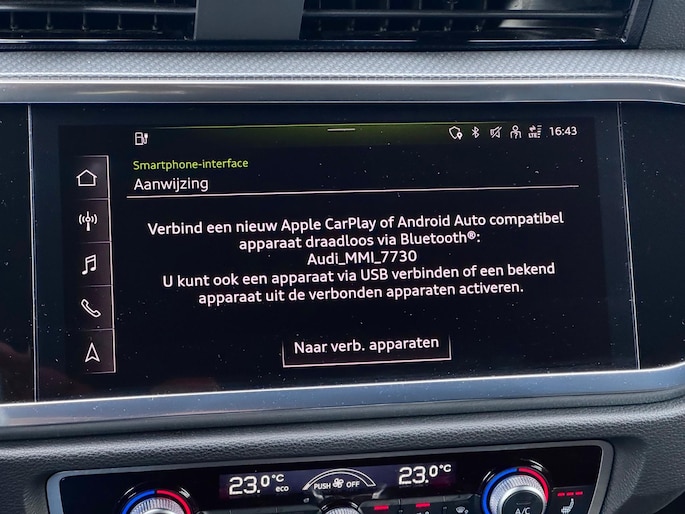 LTE 16:43
Smartphone-interface
Aanwijzing
Verbind een nieuw Apple CarPlay of Android Auto compatibel
apparaat draadloos via Bluetooth®:
Audi_MMI_7730
U kunt ook een apparaat via USB verbinden of een bekend
apparaat uit de verbonden apparaten activeren.
Naar verb. apparaten
23.0°C eco PUSH OFF 23.0°C
A/C